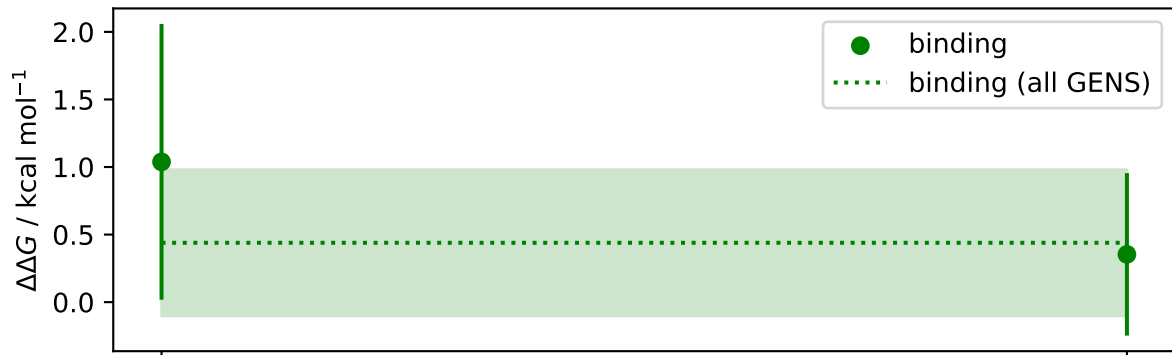 2.0
1.5
1.0
0.5
0.0
ΔΔG / kcal mol⁻¹
binding
binding (all GENS)